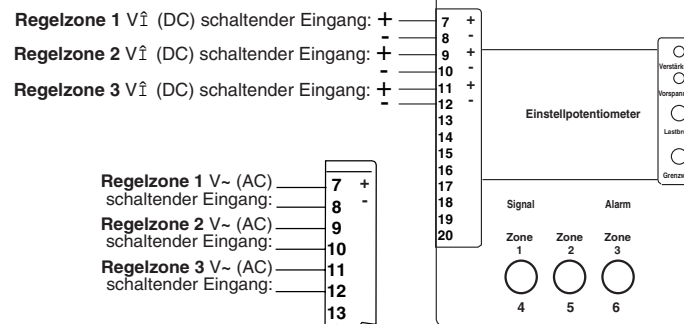 Regelzone 1 V⎓ (DC) schaltender Eingang: + 7 +
- 8 -
Regelzone 2 V⎓ (DC) schaltender Eingang: + 9 +
- 10 -
Regelzone 3 V⎓ (DC) schaltender Eingang: + 11 +
- 12 -
13
14
15
16
17
18
19
20
Einstellpotentiometer
Lastbr
Grenzw
Signal Alarm
Zone Zone Zone
1 2 3
4 5 6
Regelzone 1 V~ (AC) 7 +
schaltender Eingang: 8 -
Regelzone 2 V~ (AC) 9
schaltender Eingang: 10
Regelzone 3 V~ (AC) 11
schaltender Eingang: 12
13